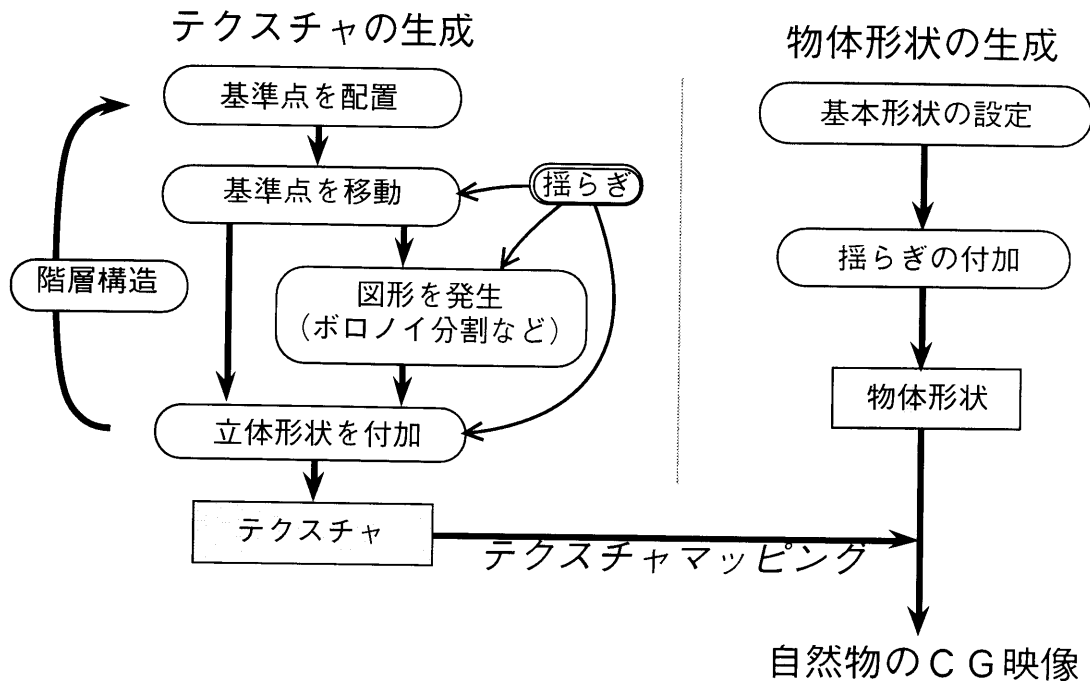 テクスチャの生成
基準点を配置
基準点を移動
揺らぎ
階層構造
図形を発生
(ボロノイ分割など)
立体形状を付加
テクスチャ
テクスチャマッピング
物体形状の生成
基本形状の設定
揺らぎの付加
物体形状
自然物のＣＧ映像